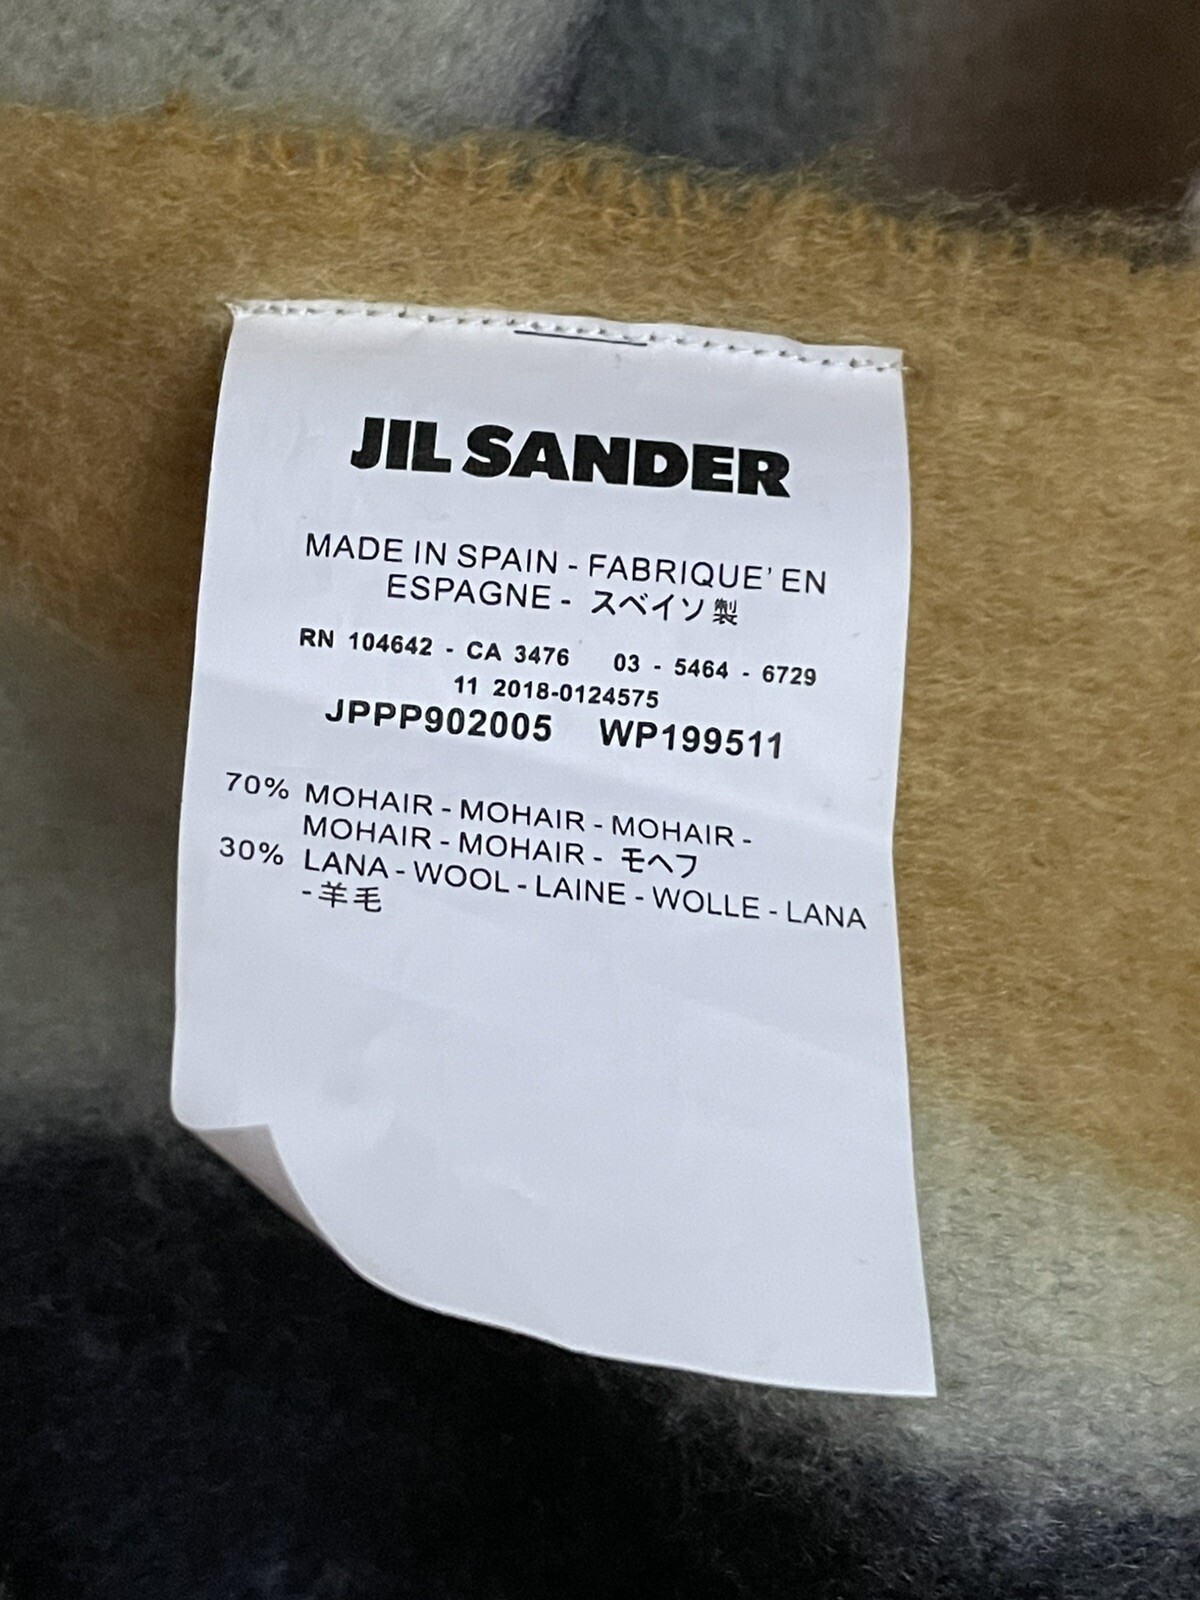 JIL SANDER
MADE IN SPAIN - FABRIQUE' EN
ESPAGNE - スベイソ製
RN 104642 - CA 3476 03 - 5464 - 6729
11 2018-0124575
JPPP902005 WP199511
70% MOHAIR - MOHAIR - MOHAIR -
MOHAIR - MOHAIR - モヘフ
30% LANA - WOOL - LAINE - WOLLE - LANA
- 羊毛